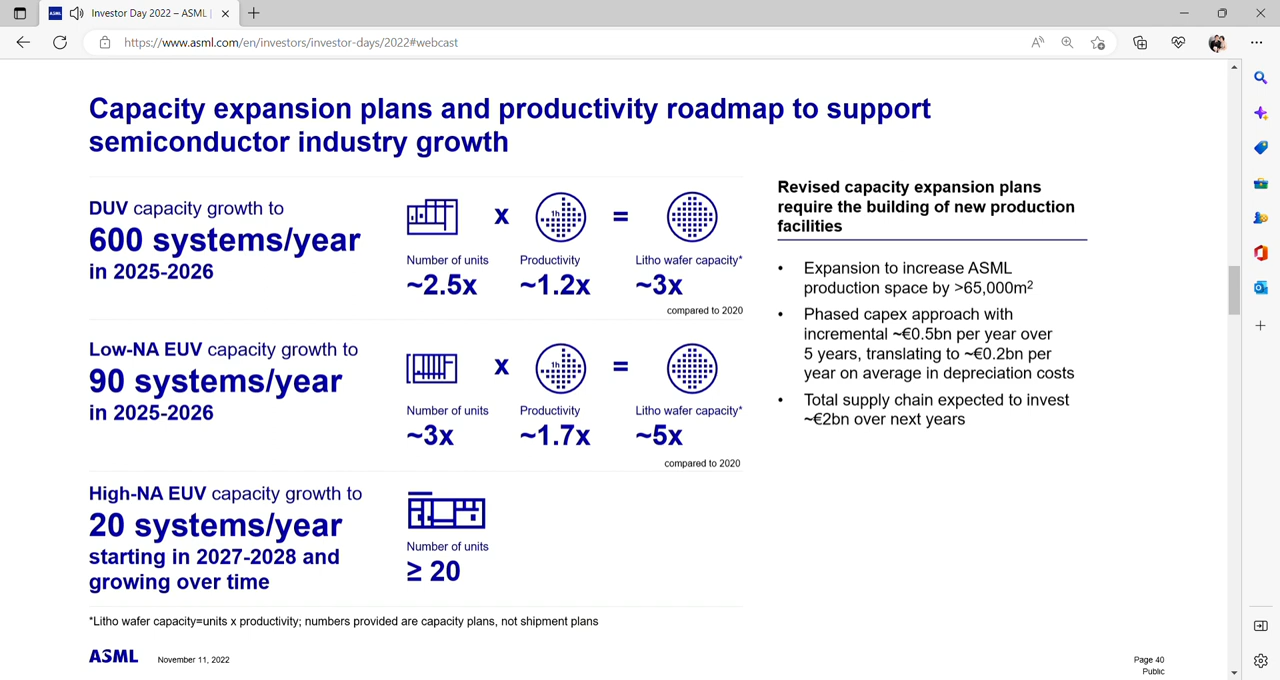 ASML
Investor Day 2022 – ASML |
https://www.asml.com/en/investors/investor-days/2022#webcast
Capacity expansion plans and productivity roadmap to support
semiconductor industry growth
DUV capacity growth to
600 systems/year
in 2025-2026
x
1h
=
Number of units
Productivity
Litho wafer capacity*
~2.5x
~1.2x
~3x
compared to 2020
Low-NA EUV capacity growth to
90 systems/year
in 2025-2026
x
1h
=
Number of units
Productivity
Litho wafer capacity*
~3x
~1.7x
~5x
compared to 2020
High-NA EUV capacity growth to
20 systems/year
starting in 2027-2028 and
growing over time
Number of units
≥ 20
*Litho wafer capacity=units x productivity; numbers provided are capacity plans, not shipment plans
Revised capacity expansion plans
require the building of new production
facilities
• Expansion to increase ASML
production space by >65,000m²
• Phased capex approach with
incremental ~€0.5bn per year over
5 years, translating to ~€0.2bn per
year on average in depreciation costs
• Total supply chain expected to invest
~€2bn over next years
ASML
November 11, 2022
Page 40
Public